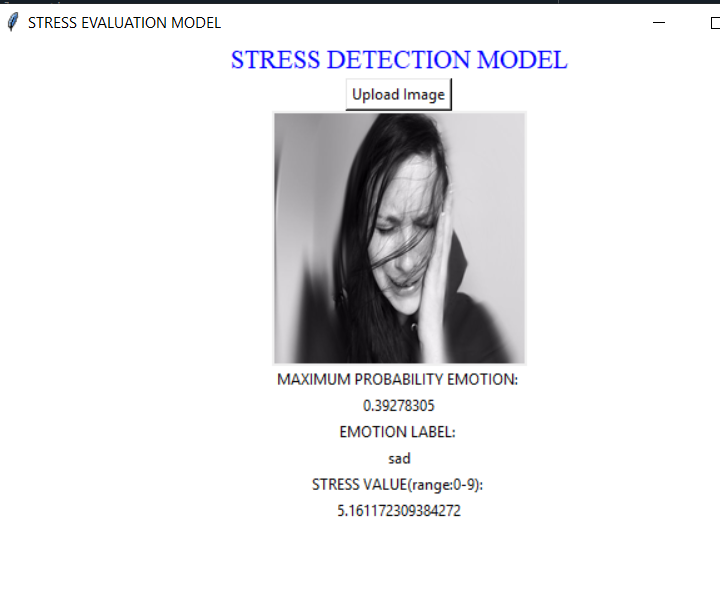 STRESS EVALUATION MODEL
STRESS DETECTION MODEL
Upload Image
MAXIMUM PROBABILITY EMOTION:
0.39278305
EMOTION LABEL:
sad
STRESS VALUE(range:0-9):
5.161172309384272